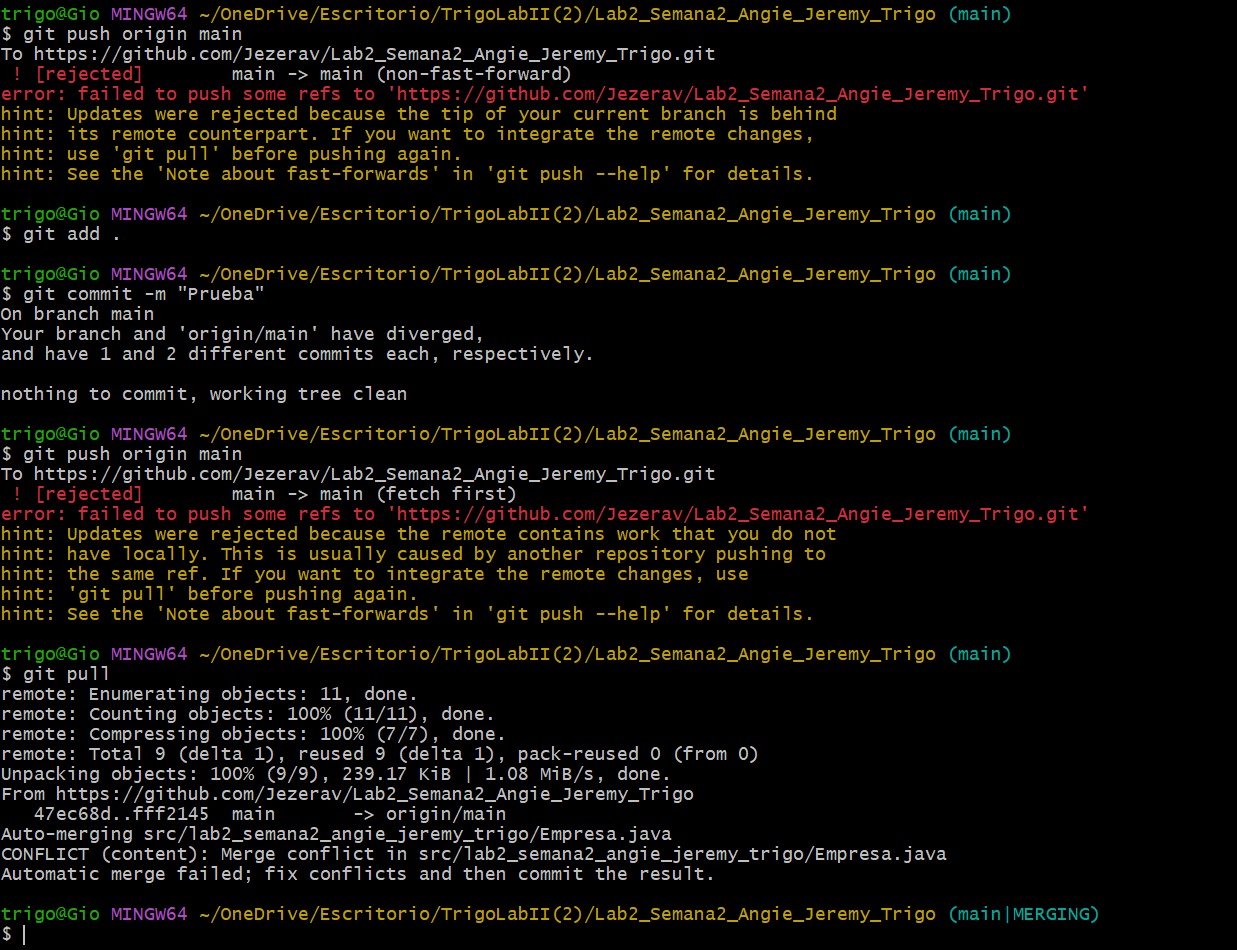 trigo@Gio MINGW64 ~/OneDrive/Escritorio/TrigoLabII(2)/Lab2_Semana2_Angie_Jeremy_Trigo (main)
$ git push origin main
To https://github.com/Jezerav/Lab2_Semana2_Angie_Jeremy_Trigo.git
 ! [rejected]        main -> main (non-fast-forward)
error: failed to push some refs to 'https://github.com/Jezerav/Lab2_Semana2_Angie_Jeremy_Trigo.git'
hint: Updates were rejected because the tip of your current branch is behind
hint: its remote counterpart. If you want to integrate the remote changes,
hint: use 'git pull' before pushing again.
hint: See the 'Note about fast-forwards' in 'git push --help' for details.

trigo@Gio MINGW64 ~/OneDrive/Escritorio/TrigoLabII(2)/Lab2_Semana2_Angie_Jeremy_Trigo (main)
$ git add .

trigo@Gio MINGW64 ~/OneDrive/Escritorio/TrigoLabII(2)/Lab2_Semana2_Angie_Jeremy_Trigo (main)
$ git commit -m "Prueba"
On branch main
Your branch and 'origin/main' have diverged,
and have 1 and 2 different commits each, respectively.

nothing to commit, working tree clean

trigo@Gio MINGW64 ~/OneDrive/Escritorio/TrigoLabII(2)/Lab2_Semana2_Angie_Jeremy_Trigo (main)
$ git push origin main
To https://github.com/Jezerav/Lab2_Semana2_Angie_Jeremy_Trigo.git
 ! [rejected]        main -> main (fetch first)
error: failed to push some refs to 'https://github.com/Jezerav/Lab2_Semana2_Angie_Jeremy_Trigo.git'
hint: Updates were rejected because the remote contains work that you do not
hint: have locally. This is usually caused by another repository pushing to
hint: the same ref. If you want to integrate the remote changes, use
hint: 'git pull' before pushing again.
hint: See the 'Note about fast-forwards' in 'git push --help' for details.

trigo@Gio MINGW64 ~/OneDrive/Escritorio/TrigoLabII(2)/Lab2_Semana2_Angie_Jeremy_Trigo (main)
$ git pull
remote: Enumerating objects: 11, done.
remote: Counting objects: 100% (11/11), done.
remote: Compressing objects: 100% (7/7), done.
remote: Total 9 (delta 1), reused 9 (delta 1), pack-reused 0 (from 0)
Unpacking objects: 100% (9/9), 239.17 KiB | 1.08 MiB/s, done.
From https://github.com/Jezerav/Lab2_Semana2_Angie_Jeremy_Trigo
   47ec68d..fff2145  main       -> origin/main
Auto-merging src/lab2_semana2_angie_jeremy_trigo/Empresa.java
CONFLICT (content): Merge conflict in src/lab2_semana2_angie_jeremy_trigo/Empresa.java
Automatic merge failed; fix conflicts and then commit the result.

trigo@Gio MINGW64 ~/OneDrive/Escritorio/TrigoLabII(2)/Lab2_Semana2_Angie_Jeremy_Trigo (main|MERGING)
$